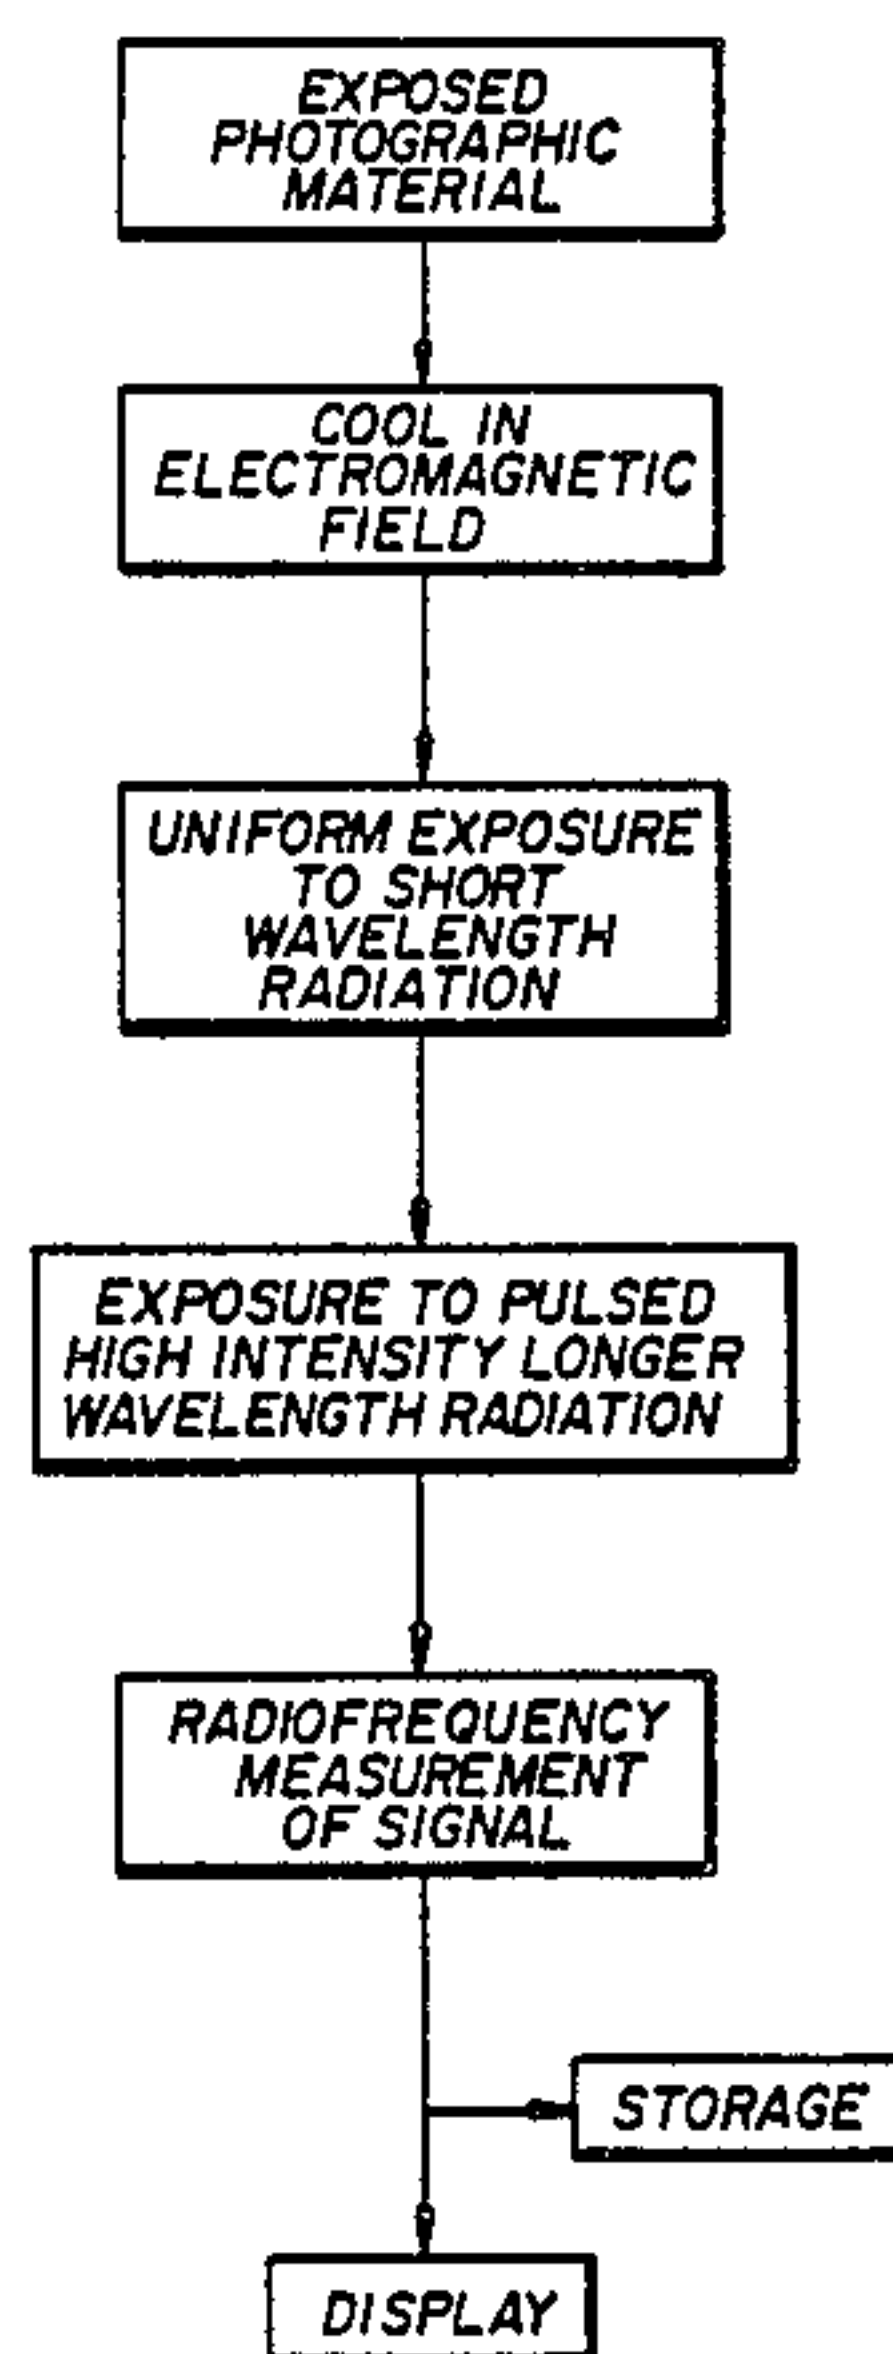 EXPOSED
PHOTOGRAPHIC
MATERIAL
COOL IN
ELECTROMAGNETIC
FIELD
UNIFORM EXPOSURE
TO SHORT
WAVELENGTH
RADIATION
EXPOSURE TO PULSED
HIGH INTENSITY LONGER
WAVELENGTH RADIATION
RADIOFREQUENCY
MEASUREMENT
OF SIGNAL
STORAGE
DISPLAY